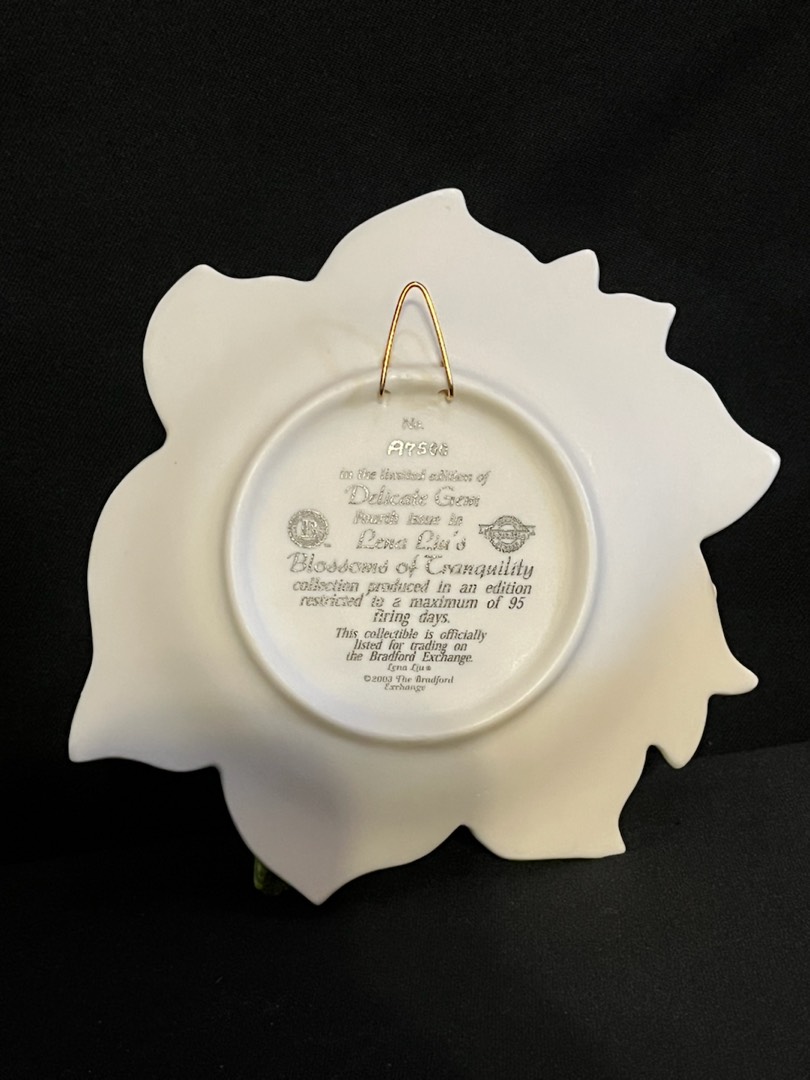 No.
in the limited edition of
Delicate Gem
Fourth issue in
Lena Liu's
B
Blossoms of Tranquility
collection produced in an edition
restricted to a maximum of 95
firing days.
This collectible is officially
listed for trading on
the Bradford Exchange.
Lena Liu®
©2003 The Bradford
Exchange